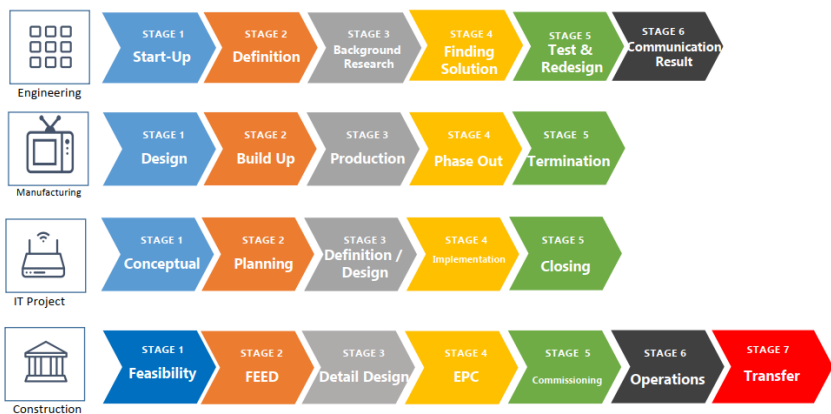 STAGE 1
Start-Up
STAGE 2
Definition
STAGE 3
Background
Research
STAGE 4
Finding
Solution
STAGE 5
Test &
Redesign
STAGE 6
Communication
Result
Engineering
STAGE 1
Design
STAGE 2
Build Up
STAGE 3
Production
STAGE 4
Phase Out
STAGE 5
Termination
Manufacturing
STAGE 1
Conceptual
STAGE 2
Planning
STAGE 3
Definition /
Design
STAGE 4
Implementation
STAGE 5
Closing
IT Project
STAGE 1
Feasibility
STAGE 2
FEED
STAGE 3
Detail Design
STAGE 4
EPC
STAGE 5
Commissioning
STAGE 6
Operations
STAGE 7
Transfer
Construction